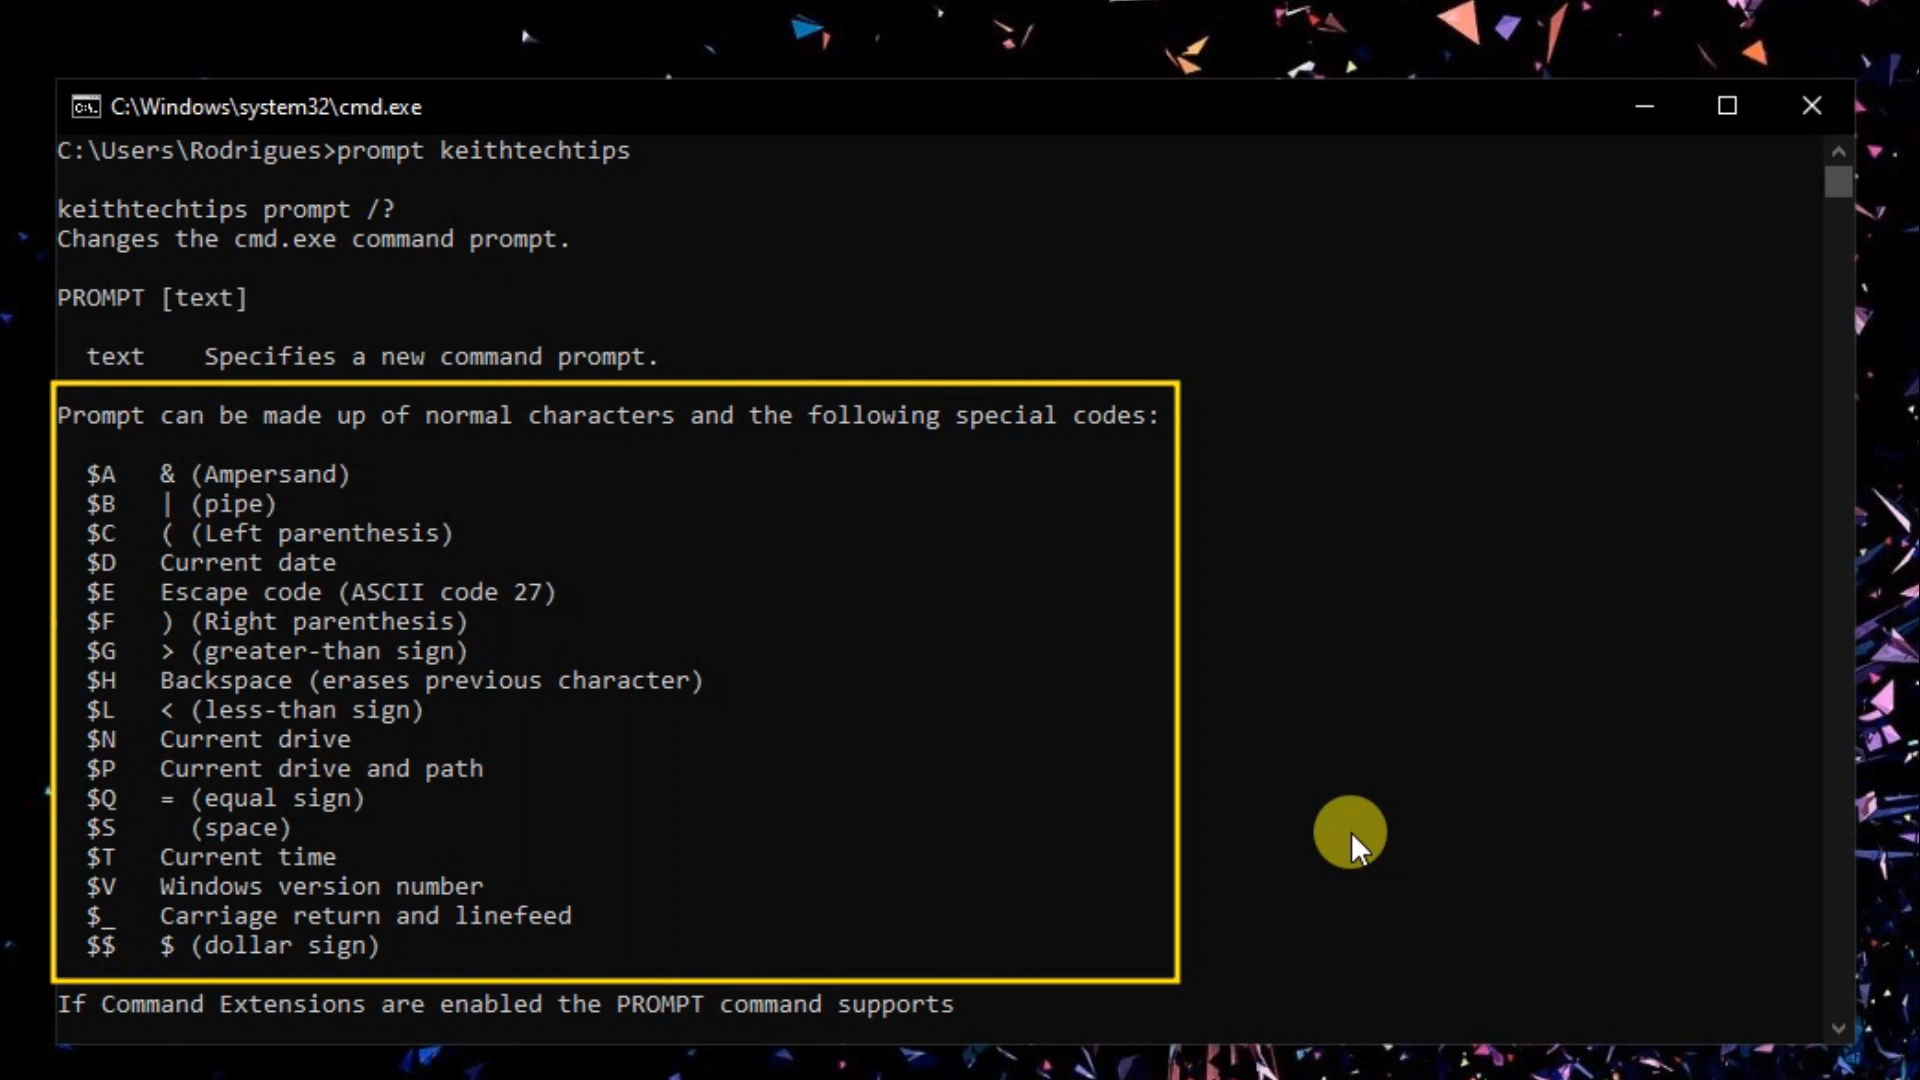 C:\Windows\system32\cmd.exe
C:\Users\Rodrigues>prompt keithtechtips
keithtechtips prompt /?
Changes the cmd.exe command prompt.
PROMPT [text]
text    Specifies a new command prompt.
Prompt can be made up of normal characters and the following special codes:
$A   & (Ampersand)
$B   | (pipe)
$C   ( (Left parenthesis)
$D   Current date
$E   Escape code (ASCII code 27)
$F   ) (Right parenthesis)
$G   > (greater-than sign)
$H   Backspace (erases previous character)
$L   < (less-than sign)
$N   Current drive
$P   Current drive and path
$Q   = (equal sign)
$S     (space)
$T   Current time
$V   Windows version number
$_   Carriage return and linefeed
$$   $ (dollar sign)
If Command Extensions are enabled the PROMPT command supports